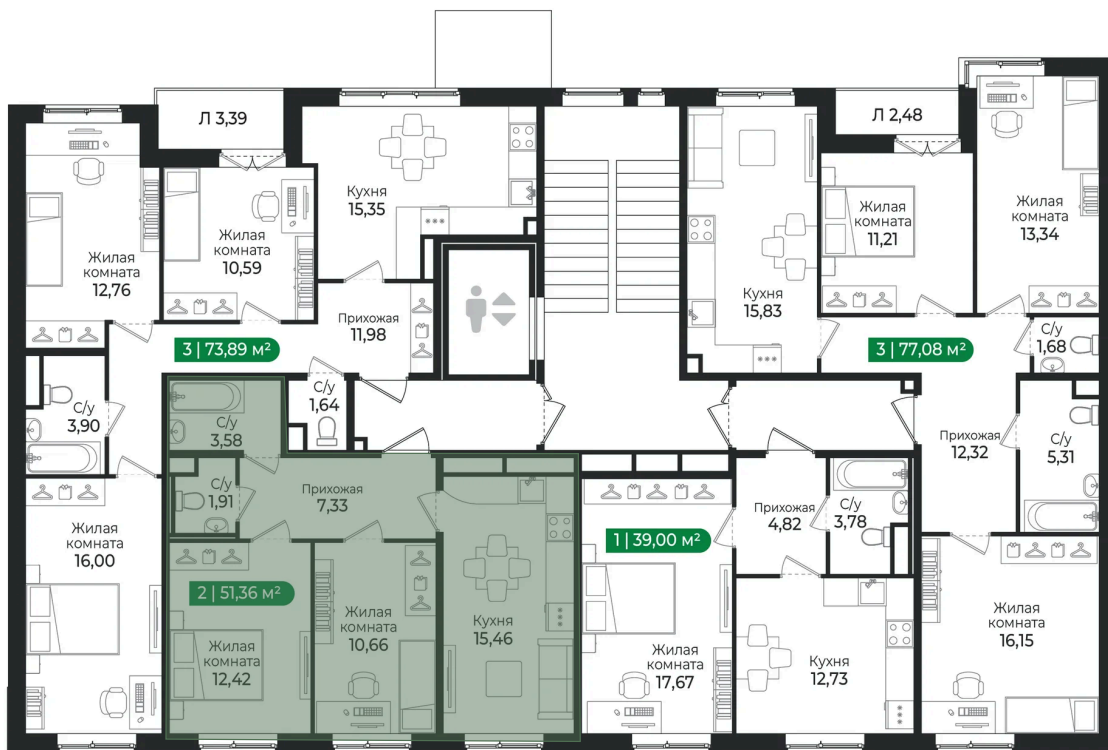 Л 3,39
Л 2,48
Кухня
15,35
Жилая
комната
12,76
Жилая
комната
10,59
Жилая
комната
11,21
Жилая
комната
13,34
Кухня
15,83
Прихожая
11,98
3 | 73,89 м²
3 | 77,08 м²
С/у
1,68
С/у
3,90
С/у
3,58
1,64
С/у
Прихожая
12,32
С/у
5,31
С/у
1,91
Прихожая
7,33
4,82
С/у
3,78
Жилая
комната
16,00
1 | 39,00 м²
2 | 51,36 м²
Жилая
комната
12,42
Жилая
комната
10,66
Кухня
15,46
Жилая
комната
17,67
Кухня
12,73
Жилая
комната
16,15
Прихожая